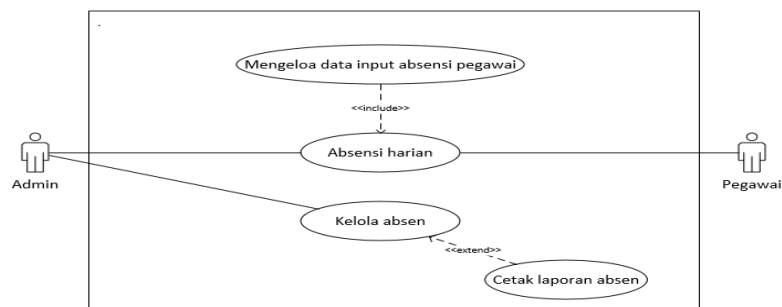 Mengeloa data input absensi pegawai
<<include>>
Absensi harian
Admin
Pegawai
Kelola absen
<<extend>>
Cetak laporan absen